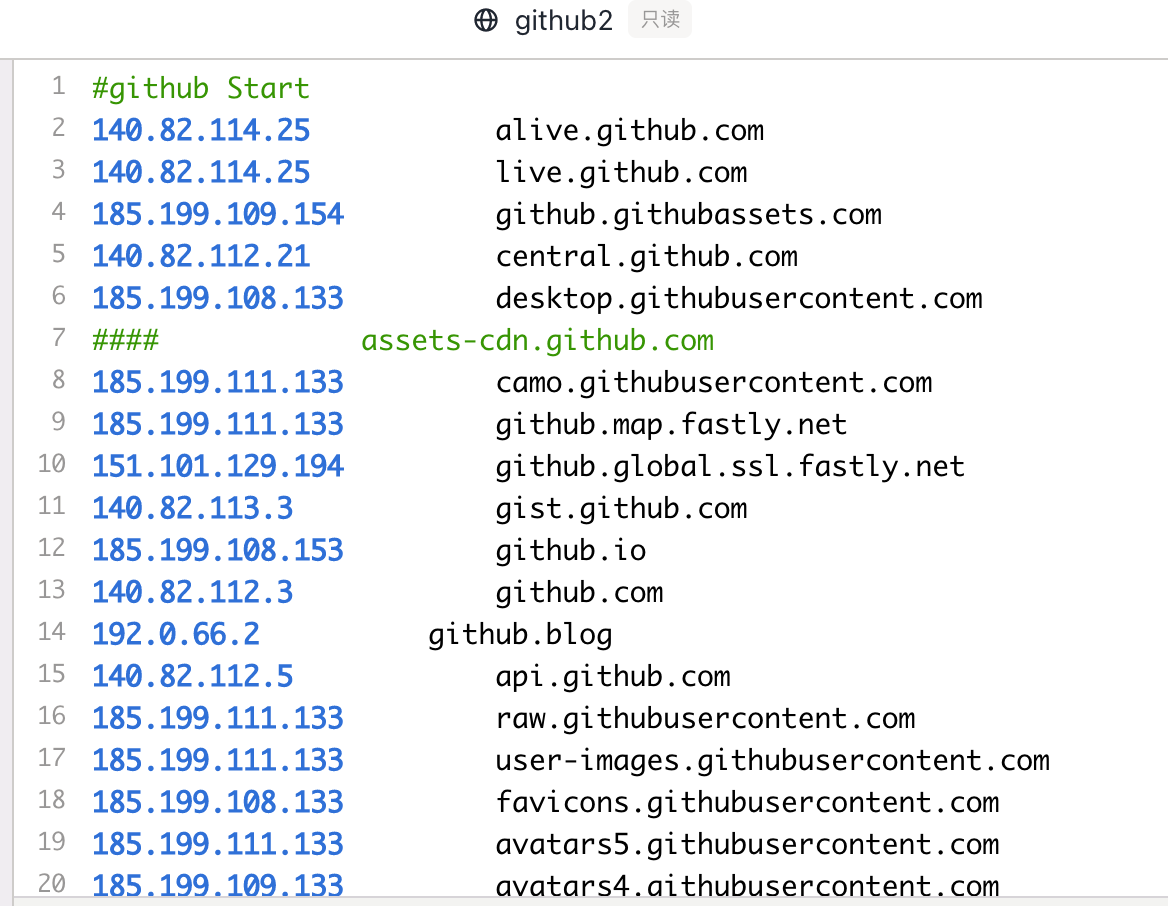 github2 只读
1 #github Start
2 140.82.114.25 alive.github.com
3 140.82.114.25 live.github.com
4 185.199.109.154 github.githubassets.com
5 140.82.112.21 central.github.com
6 185.199.108.133 desktop.githubusercontent.com
7 #### assets-cdn.github.com
8 185.199.111.133 camo.githubusercontent.com
9 185.199.111.133 github.map.fastly.net
10 151.101.129.194 github.global.ssl.fastly.net
11 140.82.113.3 gist.github.com
12 185.199.108.153 github.io
13 140.82.112.3 github.com
14 192.0.66.2 github.blog
15 140.82.112.5 api.github.com
16 185.199.111.133 raw.githubusercontent.com
17 185.199.111.133 user-images.githubusercontent.com
18 185.199.108.133 favicons.githubusercontent.com
19 185.199.111.133 avatars5.githubusercontent.com
20 185.199.109.133 avatars4.githubusercontent.com